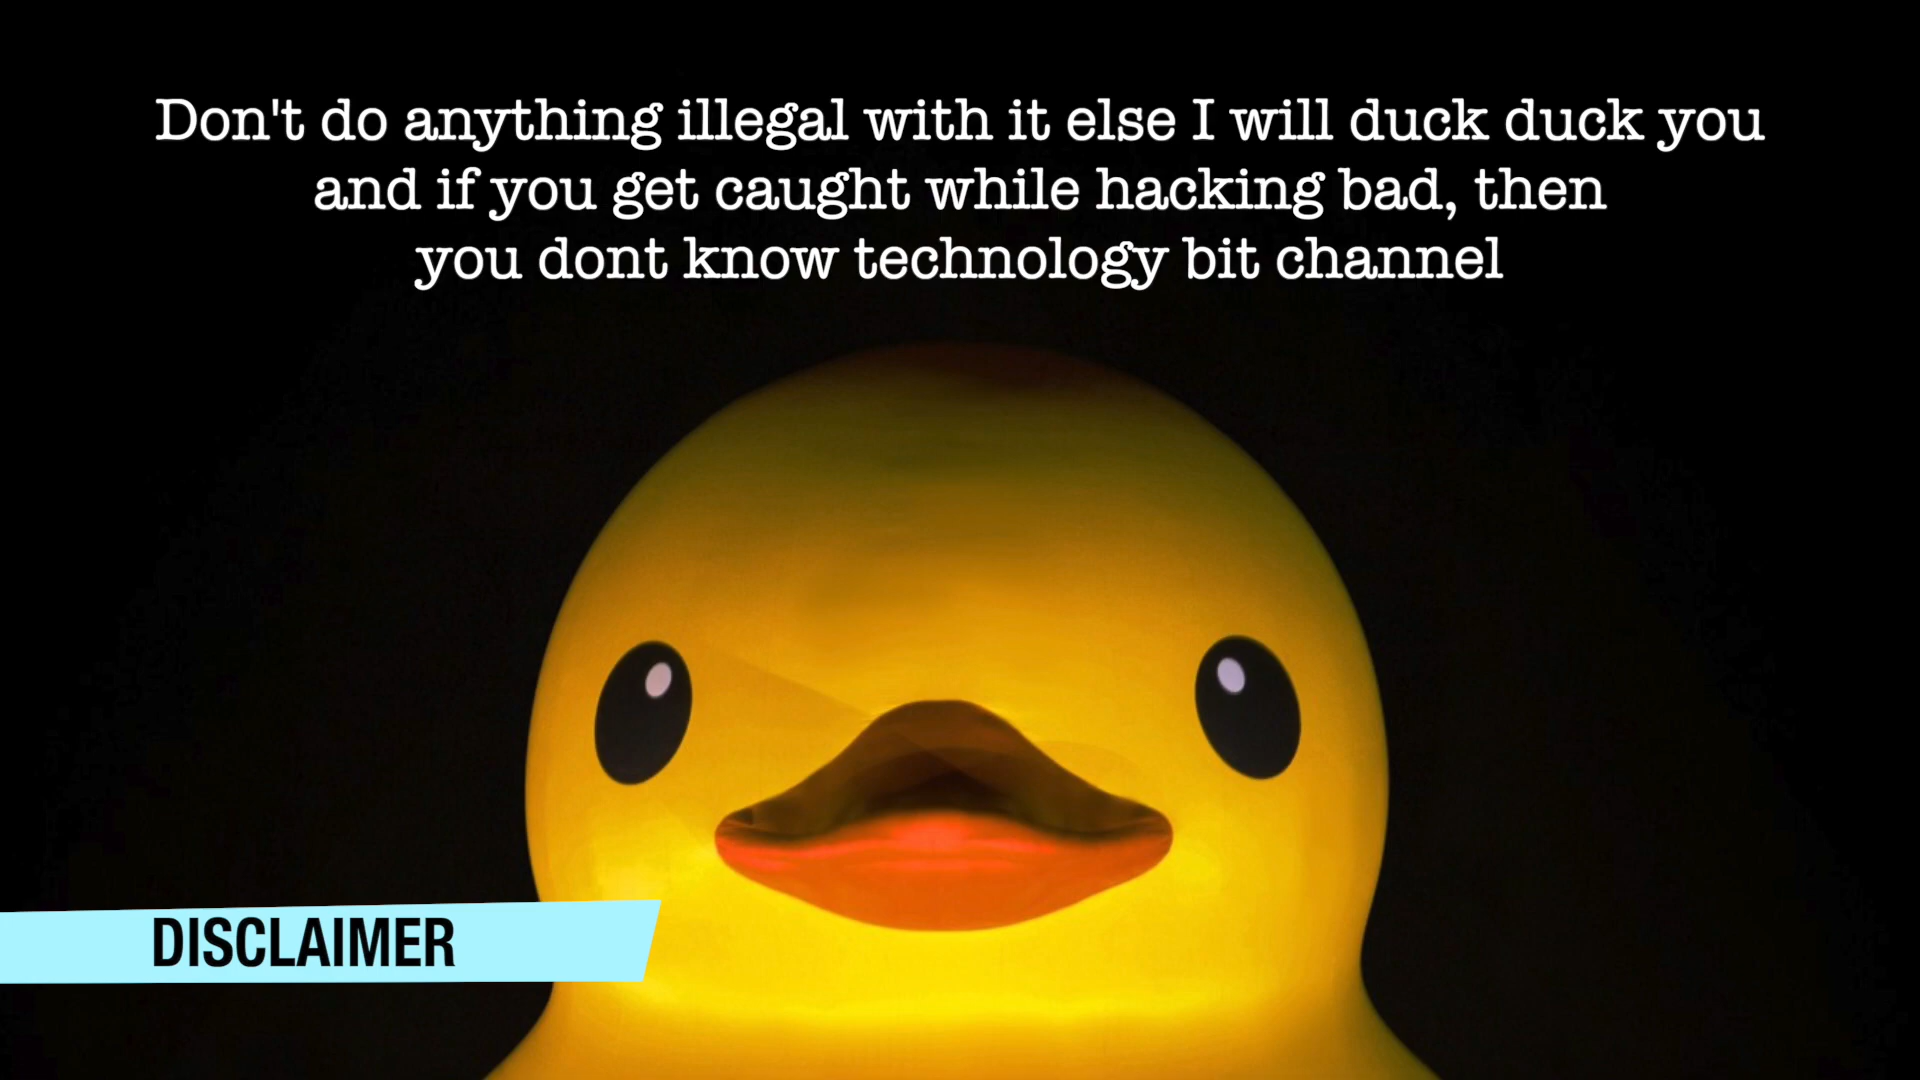 Don't do anything illegal with it else I will duck duck you
and if you get caught while hacking bad, then
you dont know technology bit channel
DISCLAIMER